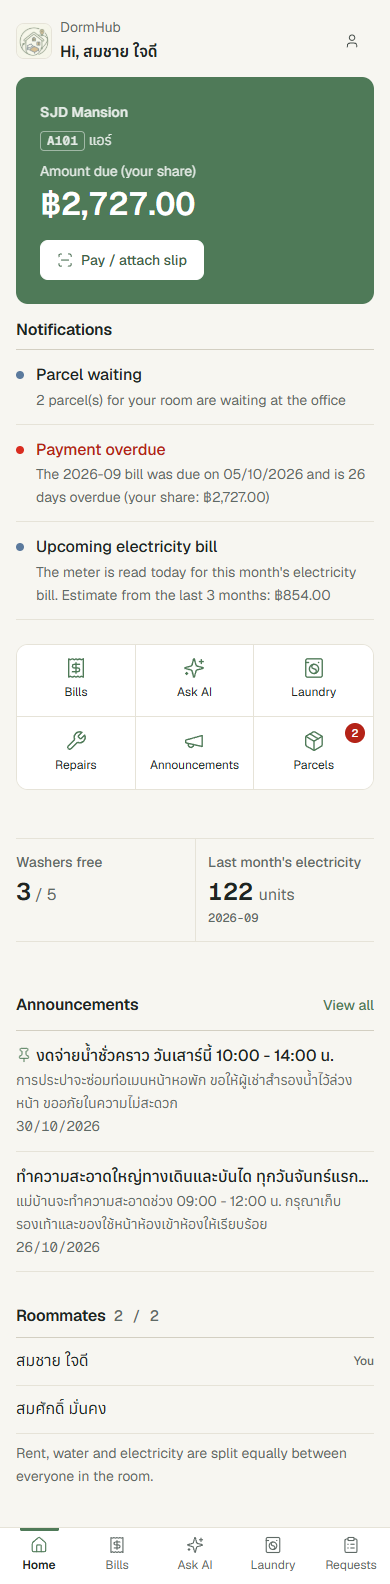 DormHub
Hi, สมชาย ใจดี
SJD Mansion
A101 แอร์
Amount due (your share)
฿2,727.00
Pay / attach slip
Notifications
Parcel waiting
2 parcel(s) for your room are waiting at the office
Payment overdue
The 2026-09 bill was due on 05/10/2026 and is 26
days overdue (your share: ฿2,727.00)
Upcoming electricity bill
The meter is read today for this month's electricity
bill. Estimate from the last 3 months: ฿854.00
Bills
Ask AI
Laundry
Repairs
Announcements
2
Parcels
Washers free
3 / 5
Last month's electricity
122 units
2026-09
Announcements
View all
งดจ่ายน้ำชั่วคราว วันเสาร์นี้ 10:00 - 14:00 น.
การประปาจะซ่อมท่อเมนหน้าหอพัก ขอให้ผู้เช่าสำรองน้ำไว้ล่วง
หน้า ขออภัยในความไม่สะดวก
30/10/2026
ทำความสะอาดใหญ่ทางเดินและบันได ทุกวันจันทร์แรก...
แม่บ้านจะทำความสะอาดช่วง 09:00 - 12:00 น. กรุณาเก็บ
รองเท้าและของใช้หน้าห้องเข้าห้องให้เรียบร้อย
26/10/2026
Roommates 2 / 2
สมชาย ใจดี
You
สมศักดิ์ มั่นคง
Rent, water and electricity are split equally between
everyone in the room.
Home
Bills
Ask AI
Laundry
Requests